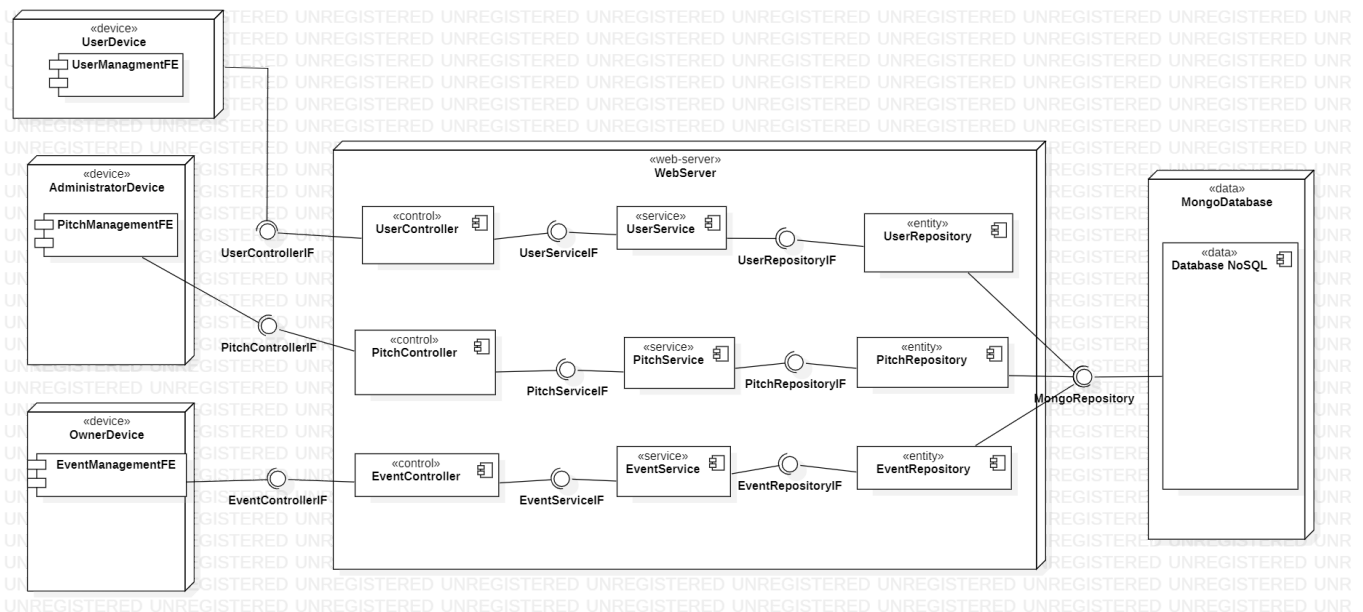 «device»
UserDevice
UserManagmentFE
«device»
AdministratorDevice
PitchManagementFE
«device»
OwnerDevice
EventManagementFE
UserControllerIF
PitchControllerIF
EventControllerIF
«web-server»
WebServer
«control»
UserController
UserServiceIF
«service»
UserService
UserRepositoryIF
«entity»
UserRepository
«control»
PitchController
PitchServiceIF
«service»
PitchService
PitchRepositoryIF
«entity»
PitchRepository
«control»
EventController
EventServiceIF
«service»
EventService
EventRepositoryIF
«entity»
EventRepository
MongoRepository
«data»
MongoDatabase
«data»
Database NoSQL
UNREGISTERED